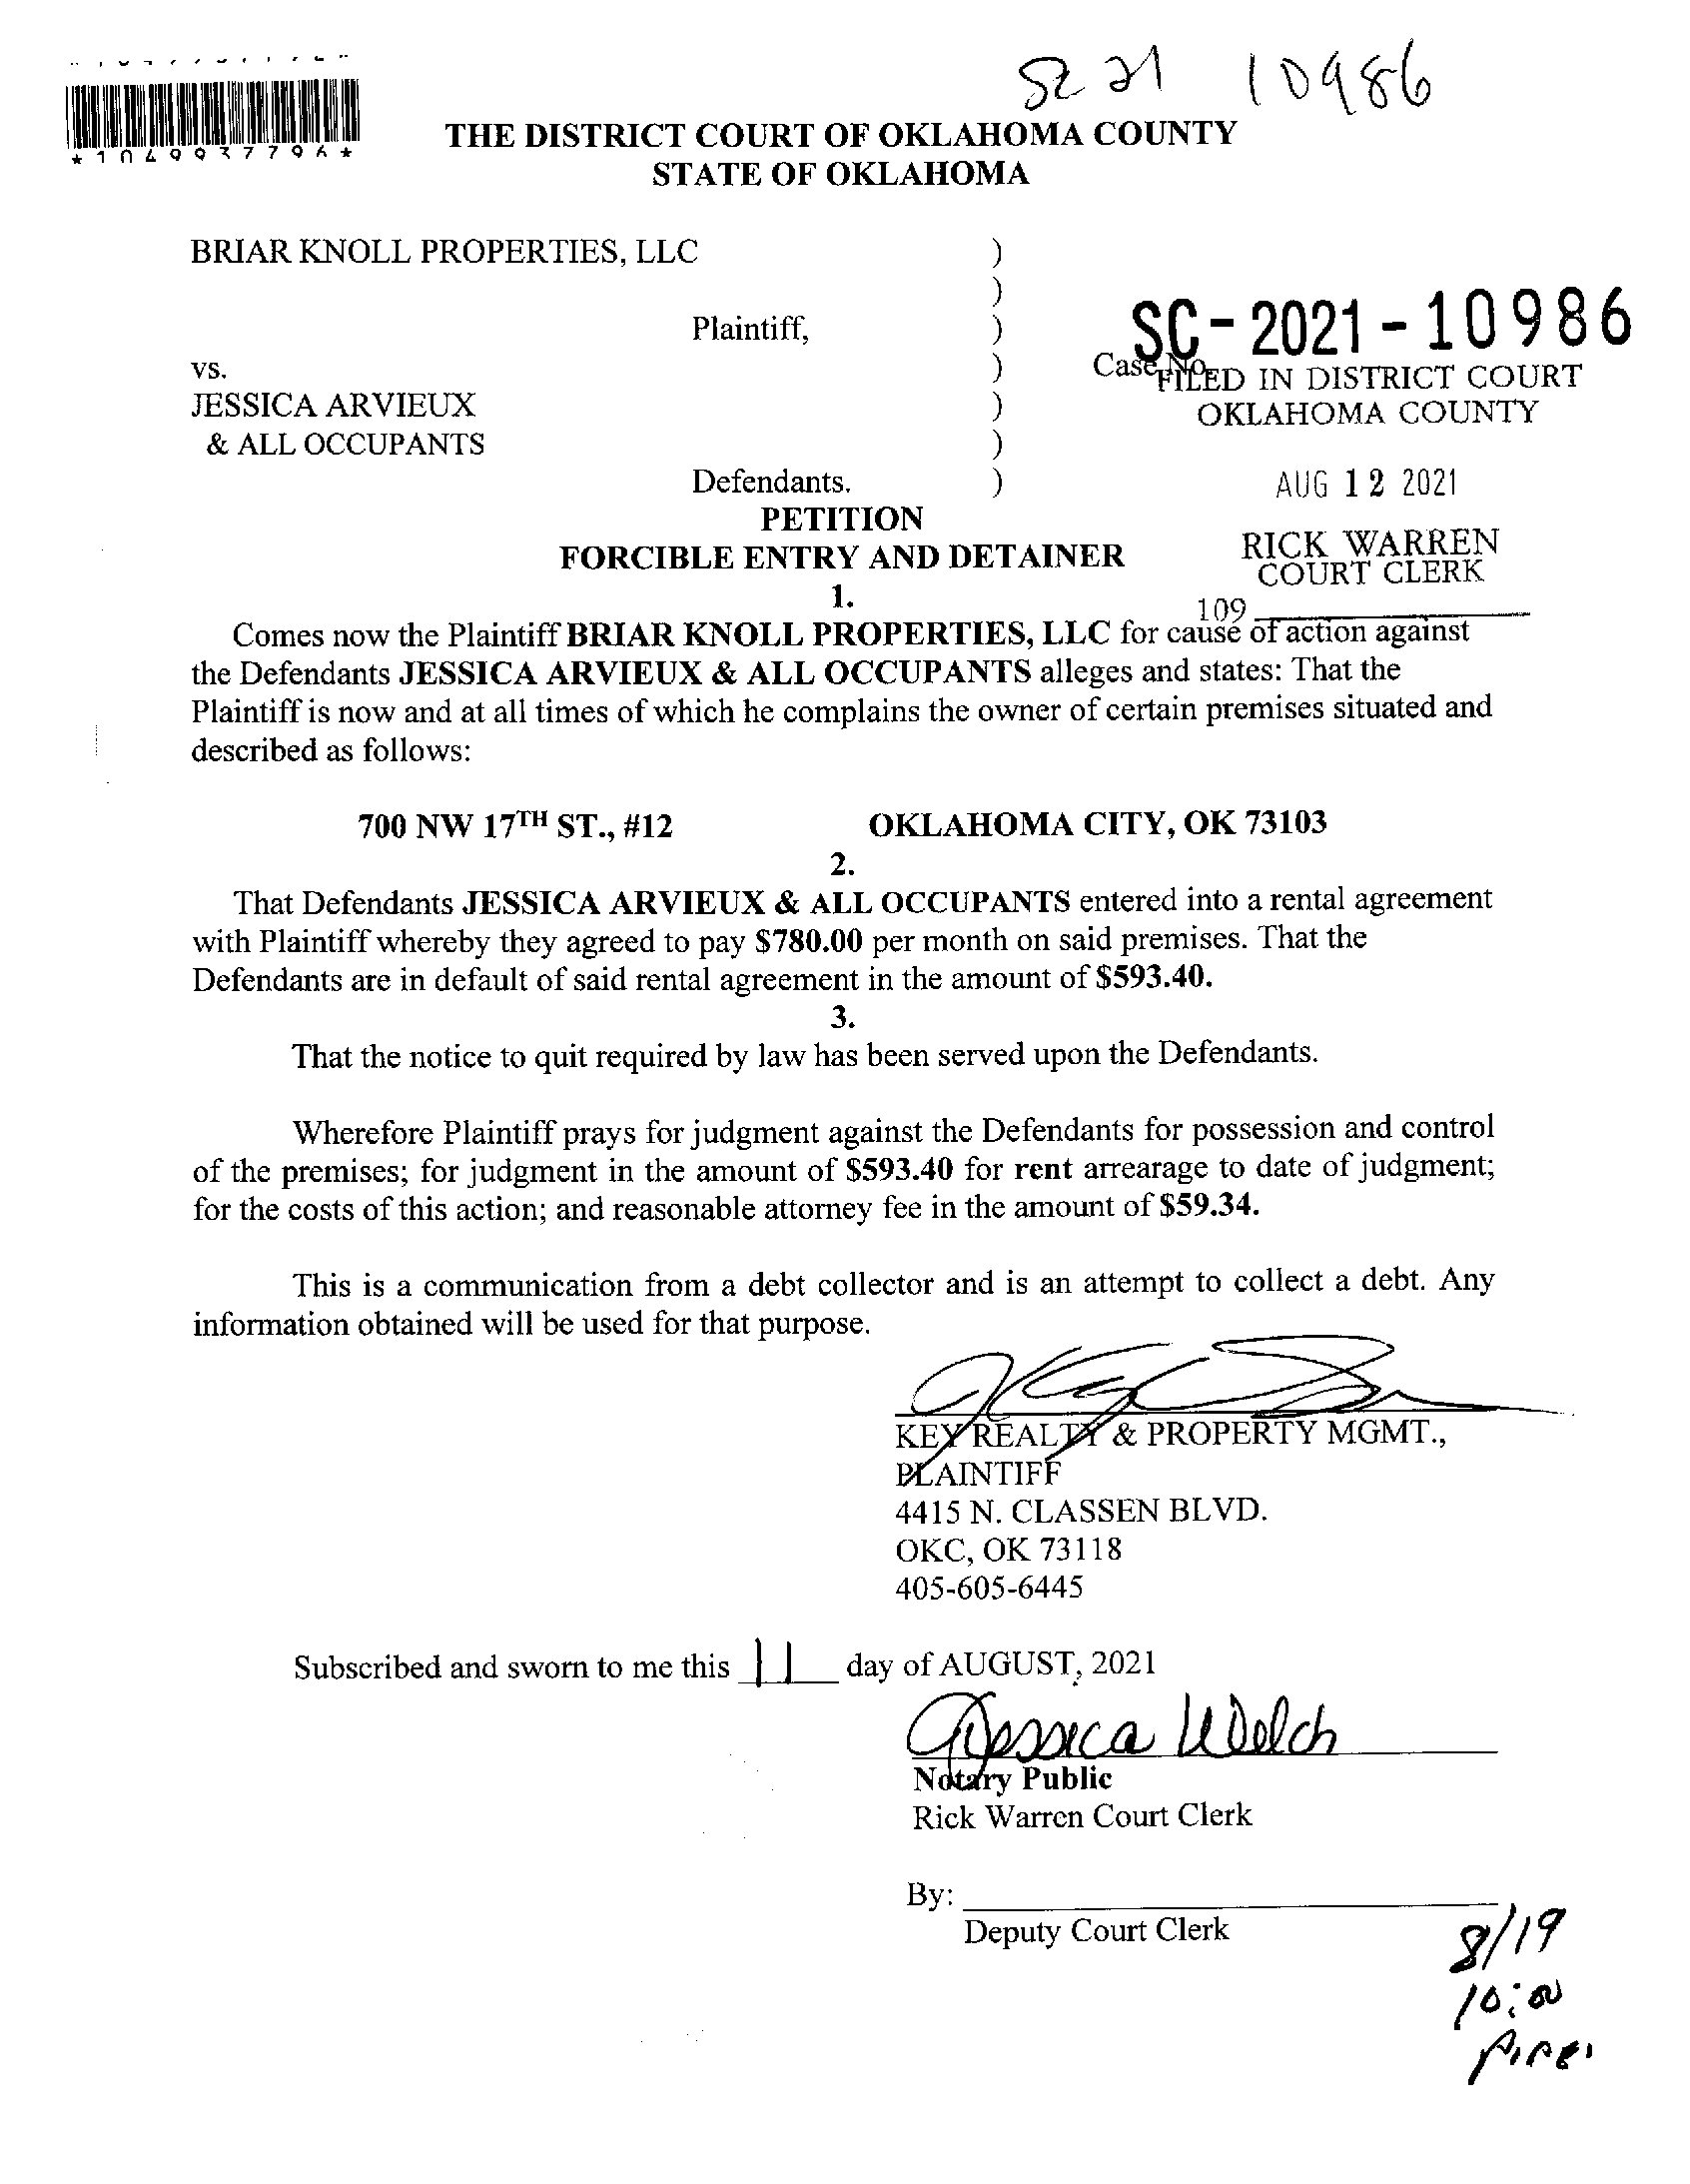 SC 21 10986
THE DISTRICT COURT OF OKLAHOMA COUNTY
STATE OF OKLAHOMA
BRIAR KNOLL PROPERTIES, LLC )
)
Plaintiff, )
SC-2021-10986
vs. ) Case No.
FILED IN DISTRICT COURT
JESSICA ARVIEUX )
OKLAHOMA COUNTY
& ALL OCCUPANTS )
Defendants. )
AUG 12 2021
PETITION
FORCIBLE ENTRY AND DETAINER
RICK WARREN
COURT CLERK
1.
109
Comes now the Plaintiff BRIAR KNOLL PROPERTIES, LLC for cause of action against
the Defendants JESSICA ARVIEUX & ALL OCCUPANTS alleges and states: That the
Plaintiff is now and at all times of which he complains the owner of certain premises situated and
described as follows:
700 NW 17TH ST., #12 OKLAHOMA CITY, OK 73103
2.
That Defendants JESSICA ARVIEUX & ALL OCCUPANTS entered into a rental agreement
with Plaintiff whereby they agreed to pay $780.00 per month on said premises. That the
Defendants are in default of said rental agreement in the amount of $593.40.
3.
That the notice to quit required by law has been served upon the Defendants.
Wherefore Plaintiff prays for judgment against the Defendants for possession and control
of the premises; for judgment in the amount of $593.40 for rent arrearage to date of judgment;
for the costs of this action; and reasonable attorney fee in the amount of $59.34.
This is a communication from a debt collector and is an attempt to collect a debt. Any
information obtained will be used for that purpose.
KEY REALTY & PROPERTY MGMT.,
PLAINTIFF
4415 N. CLASSEN BLVD.
OKC, OK 73118
405-605-6445
Subscribed and sworn to me this 11 day of AUGUST, 2021
Jessica Welch
Notary Public
Rick Warren Court Clerk
By:
Deputy Court Clerk
8/19
10:00